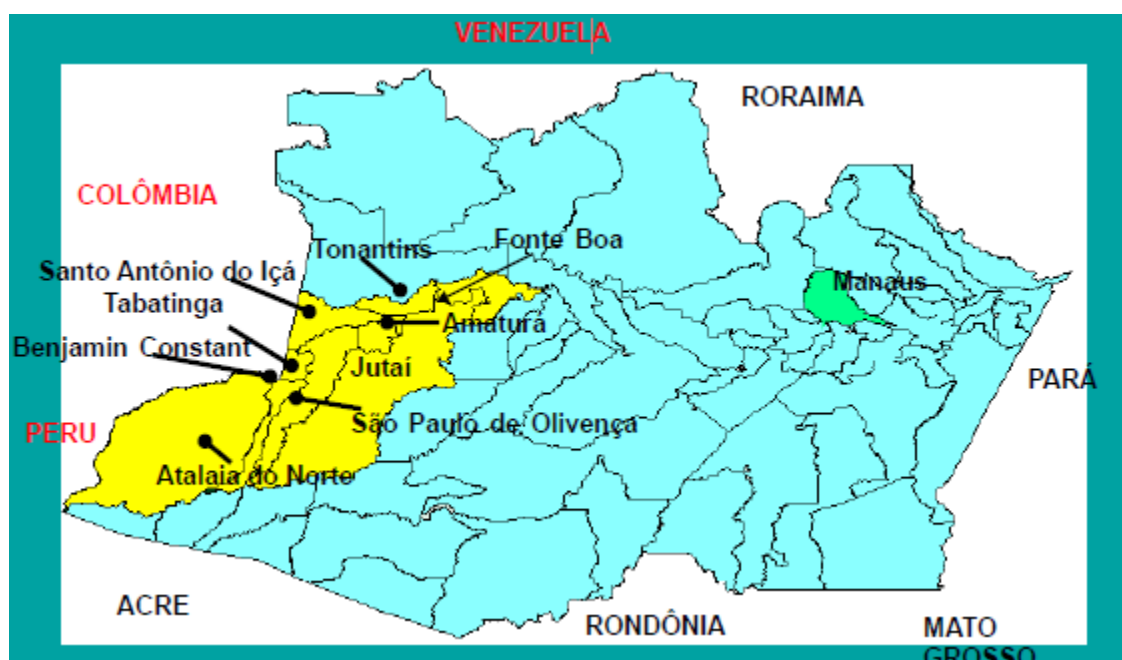 VENEZUELA
RORAIMA
COLÔMBIA
Tonantins
Fonte Boa
Santo Antônio do Içá
Manaus
Tabatinga
Amaturá
Benjamin Constant
Jutaí
PARÁ
São Paulo de Olivença
PERU
Atalaia do Norte
ACRE
RONDÔNIA
MATO
GROSSO